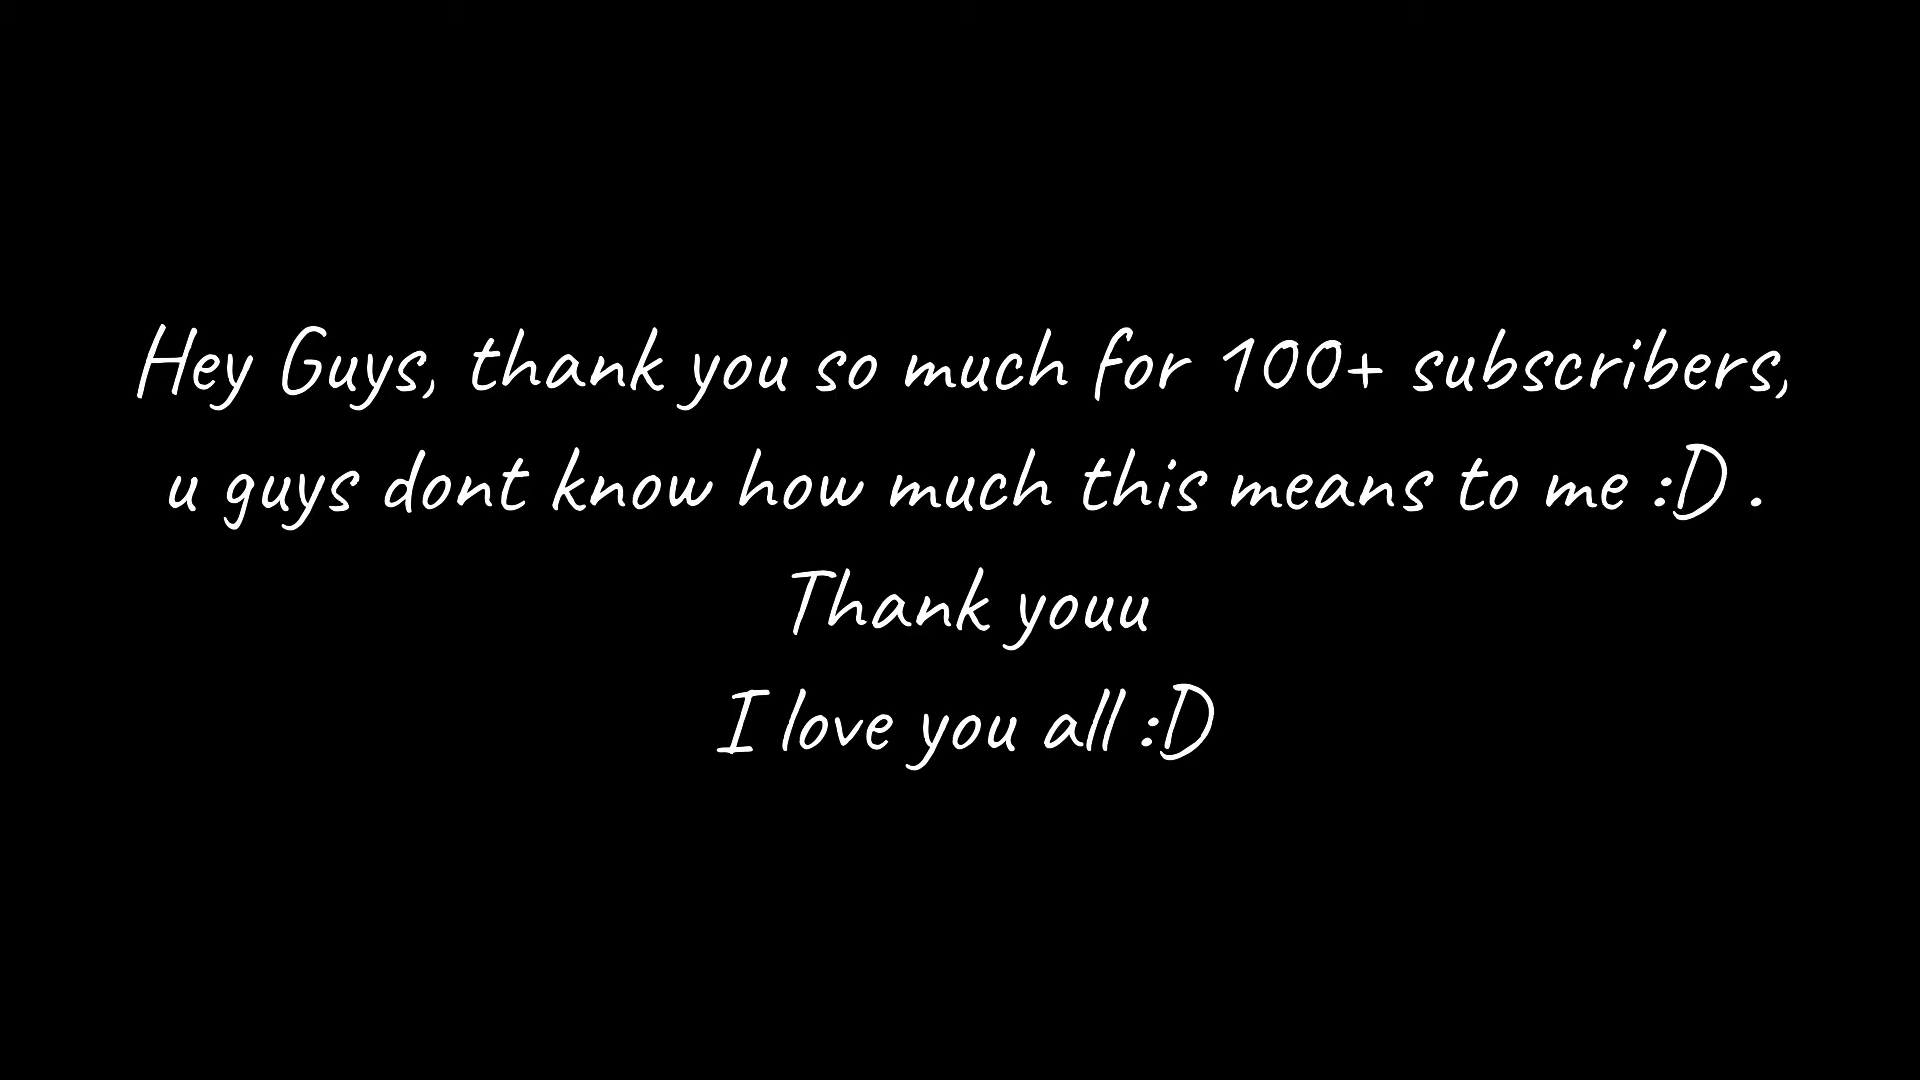 Hey Guys, thank you so much for 100+ subscribers,
u guys dont know how much this means to me :D .
Thank youu
I love you all :D